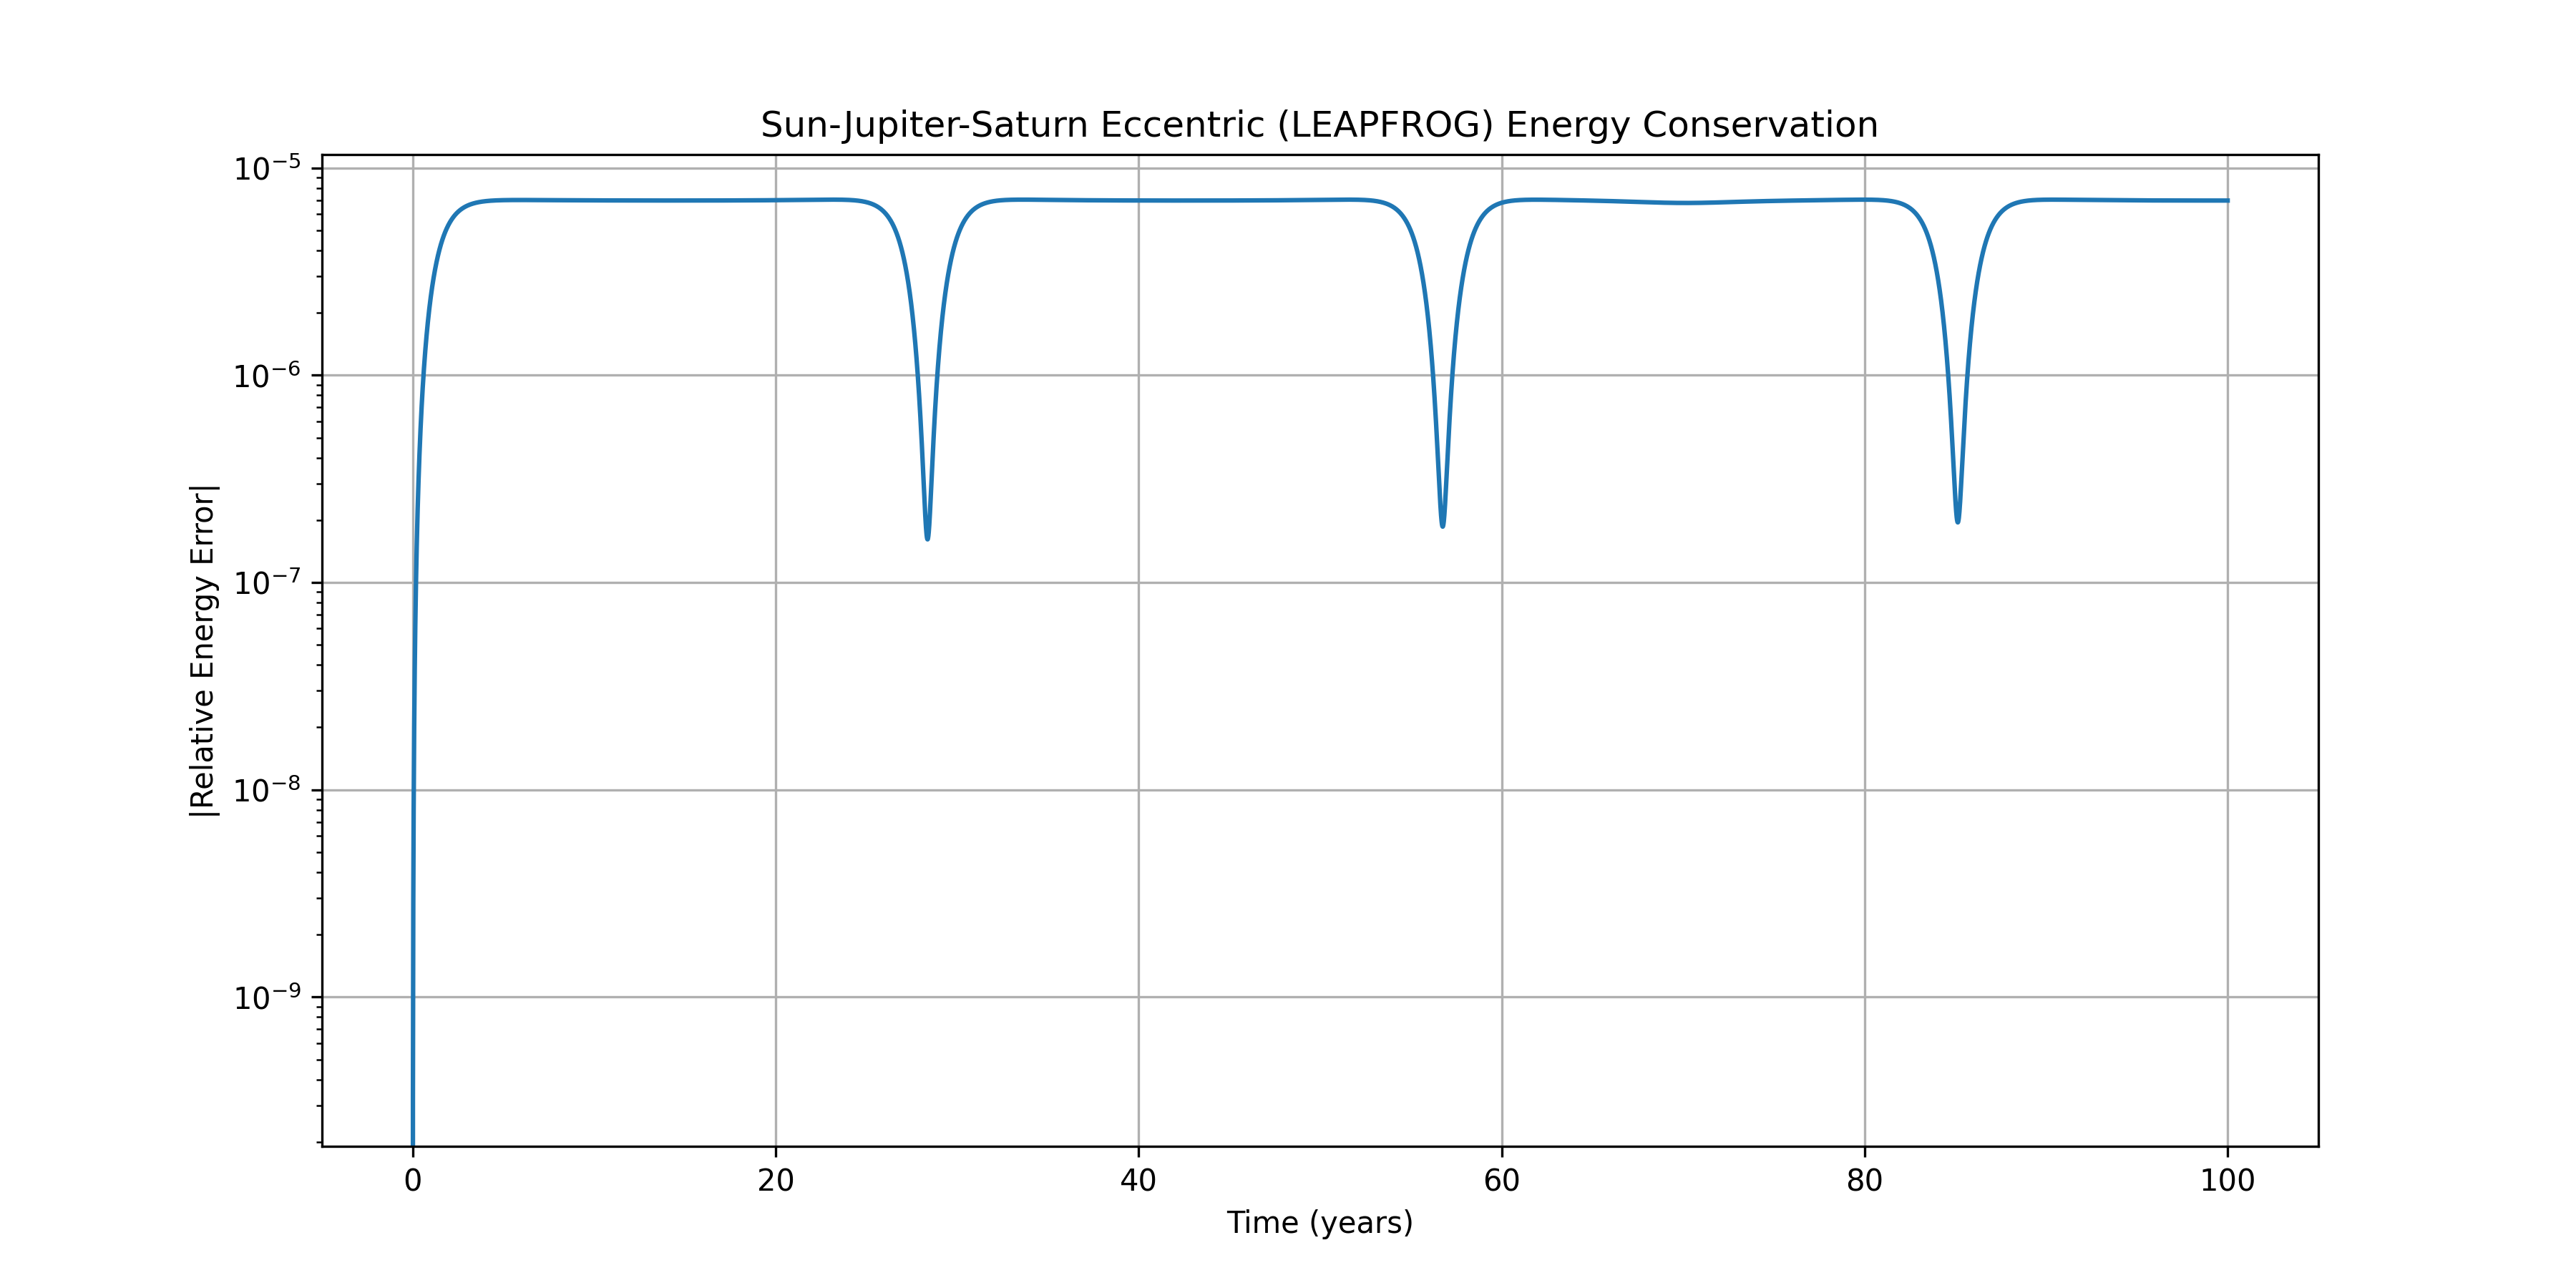 Sun-Jupiter-Saturn Eccentric (LEAPFROG) Energy Conservation
|Relative Energy Error|
10⁻⁵
10⁻⁶
10⁻⁷
10⁻⁸
10⁻⁹
0 20 40 60 80 100
Time (years)